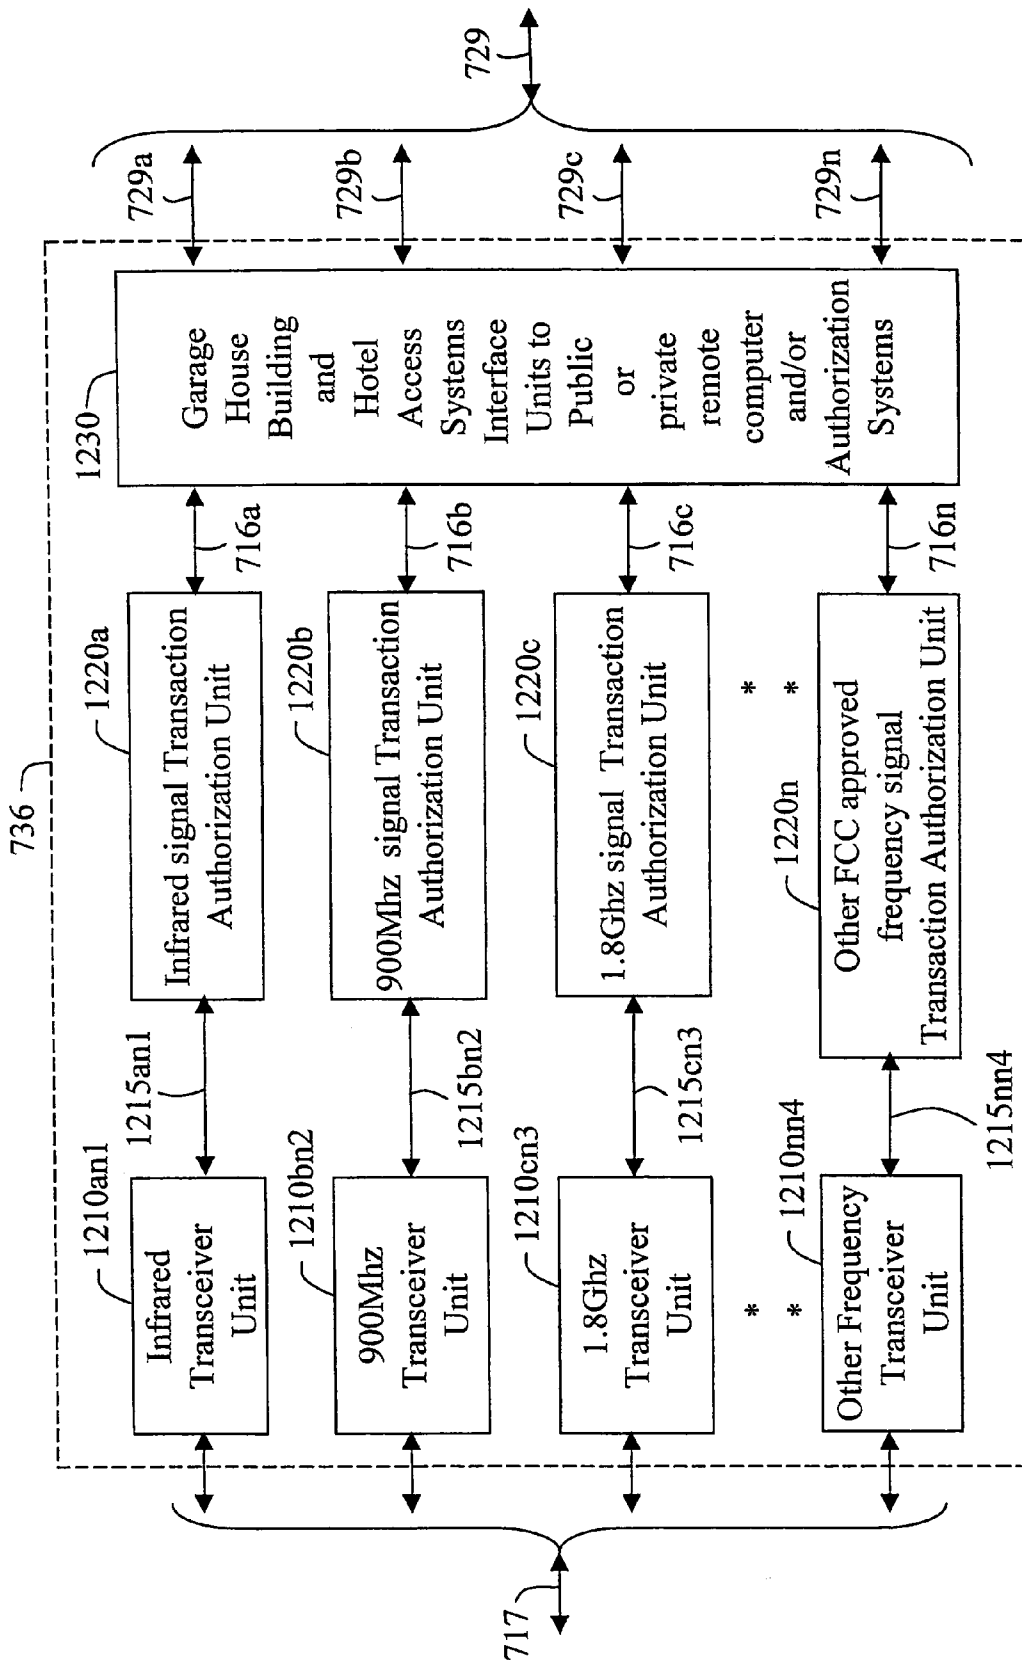 736
717
1210an1
Infrared
Transceiver
Unit
1215an1
1220a
Infrared signal Transaction
Authorization Unit
716a
729a
1210bn2
900Mhz
Transceiver
Unit
1215bn2
1220b
900Mhz signal Transaction
Authorization Unit
716b
729b
1210cn3
1.8Ghz
Transceiver
Unit
1215cn3
1220c
1.8Ghz signal Transaction
Authorization Unit
716c
729c
* *
* *
1210nn4
Other Frequency
Transceiver
Unit
1215nn4
1220n
Other FCC approved
frequency signal
Transaction Authorization Unit
716n
729n
1230
Garage
House
Building
and
Hotel
Access
Systems
Interface
Units to
Public
or
private
remote
computer
and/or
Authorization
Systems
729